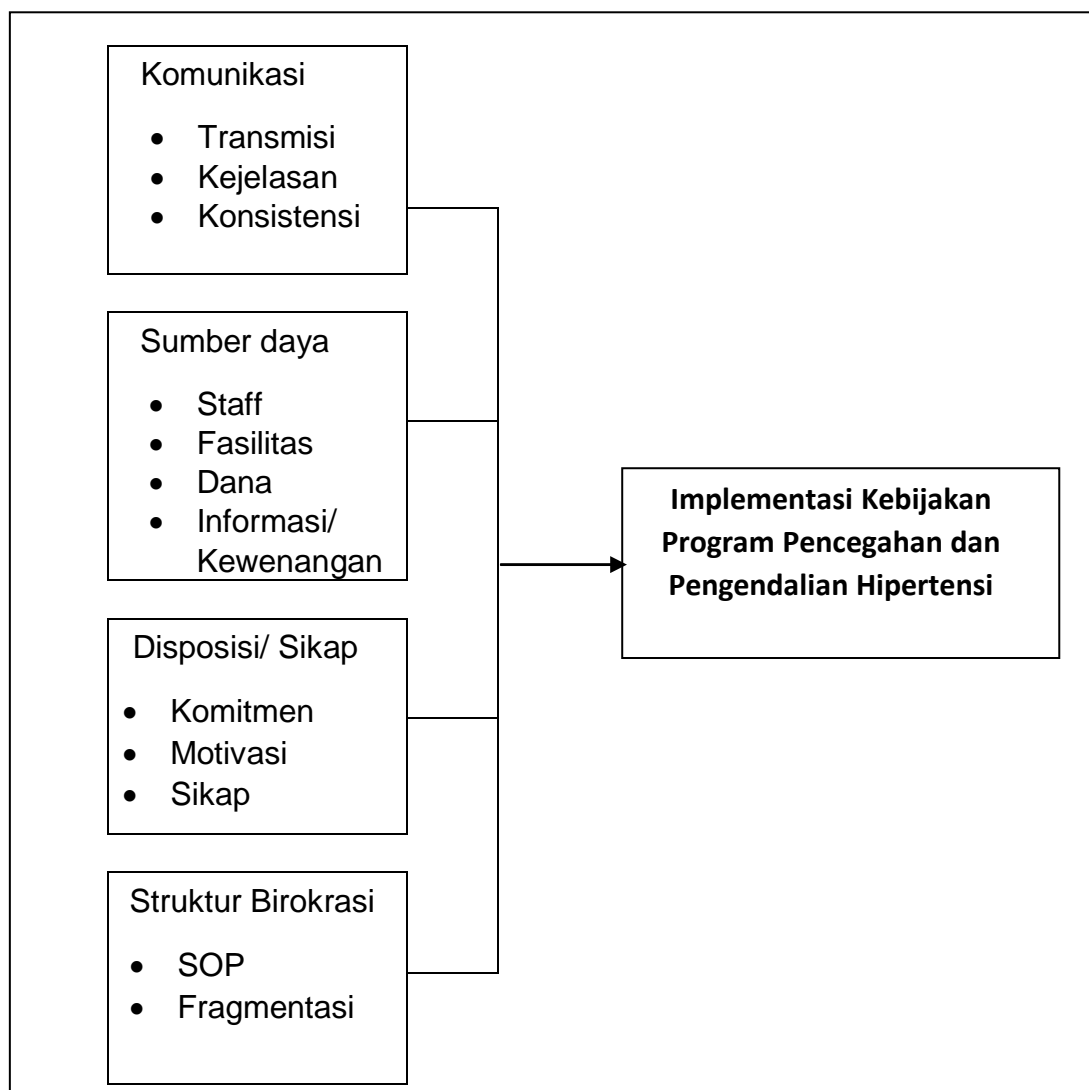 Komunikasi
• Transmisi
• Kejelasan
• Konsistensi
Sumber daya
• Staff
• Fasilitas
• Dana
• Informasi/
Kewenangan
Disposisi/ Sikap
• Komitmen
• Motivasi
• Sikap
Struktur Birokrasi
• SOP
• Fragmentasi
Implementasi Kebijakan
Program Pencegahan dan
Pengendalian Hipertensi